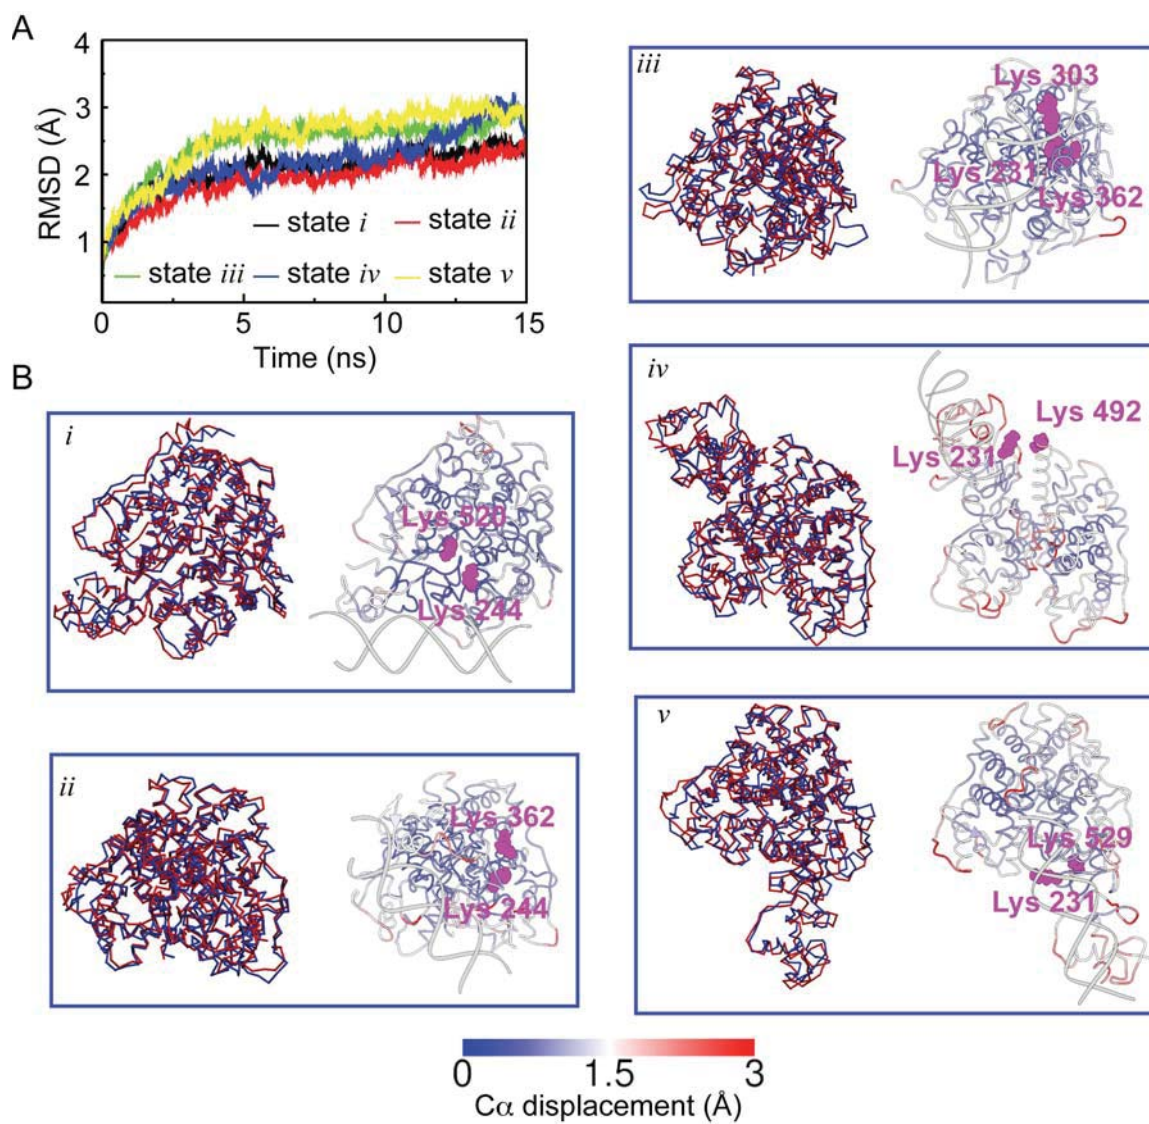 A
4
3
2
1
RMSD (Å)
0
5
10
15
Time (ns)
state i
state ii
state iii
state iv
state v
B
i
Lys 520
Lys 244
ii
Lys 362
Lys 244
iii
Lys 303
Lys 231
Lys 362
iv
Lys 492
Lys 231
v
Lys 529
Lys 231
0
1.5
3
Cα displacement (Å)